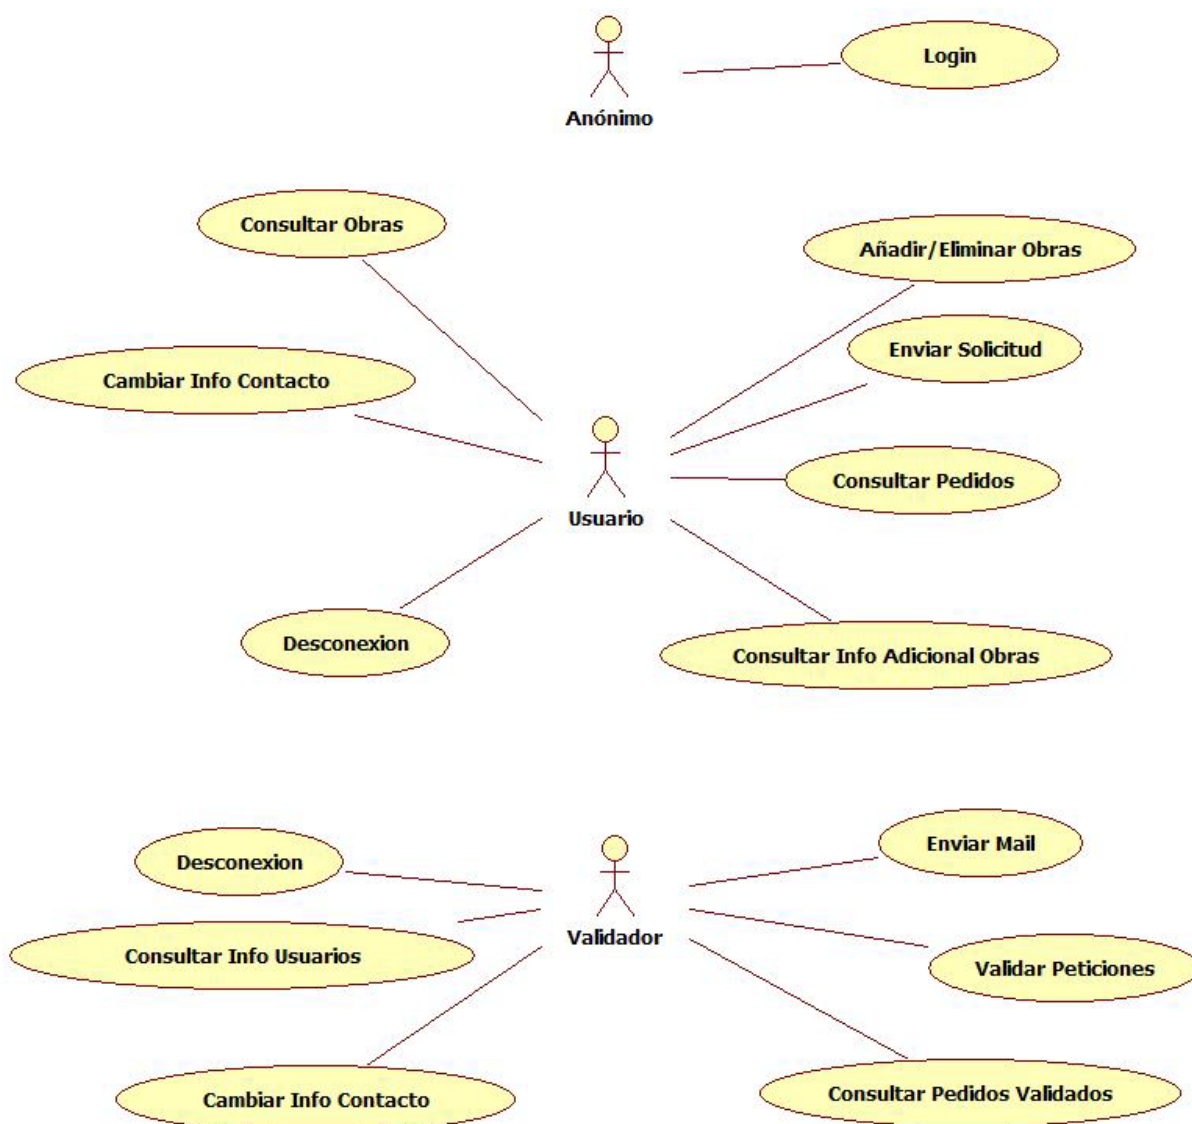 Login
Anónimo
Consultar Obras
Añadir/Eliminar Obras
Enviar Solicitud
Cambiar Info Contacto
Consultar Pedidos
Usuario
Desconexion
Consultar Info Adicional Obras
Enviar Mail
Desconexion
Validador
Consultar Info Usuarios
Validar Peticiones
Consultar Pedidos Validados
Cambiar Info Contacto